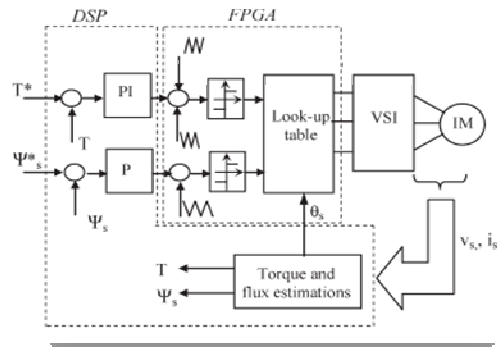 DSP
FPGA
T*
PI
T
Look-up
table
VSI
IM
Ψ*s
P
Ψs
θs
vs, is
T
Ψs
Torque and
flux estimations